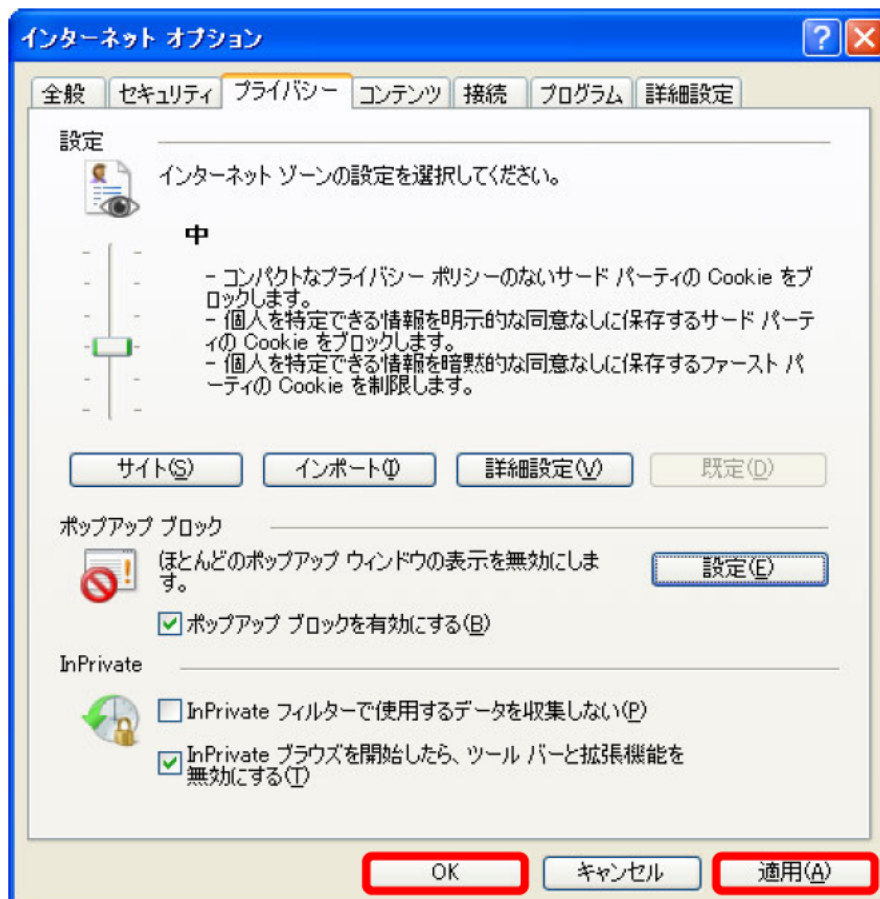 インターネット オプション
全般 セキュリティ プライバシー コンテンツ 接続 プログラム 詳細設定
設定
インターネット ゾーンの設定を選択してください。
中
- コンパクトなプライバシー ポリシーのないサード パーティの Cookie をブ
ロックします。
- 個人を特定できる情報を明示的な同意なしに保存するサード パーテ
ィの Cookie をブロックします。
- 個人を特定できる情報を暗黙的な同意なしに保存するファースト パ
ーティの Cookie を制限します。
サイト(S) インポート(I) 詳細設定(V) 既定(D)
ポップアップ ブロック
ほとんどのポップアップ ウィンドウの表示を無効にしま
す。
設定(E)
ポップアップ ブロックを有効にする(B)
InPrivate
InPrivate フィルターで使用するデータを収集しない(P)
InPrivate ブラウズを開始したら、ツール バーと拡張機能を
無効にする(T)
OK キャンセル 適用(A)